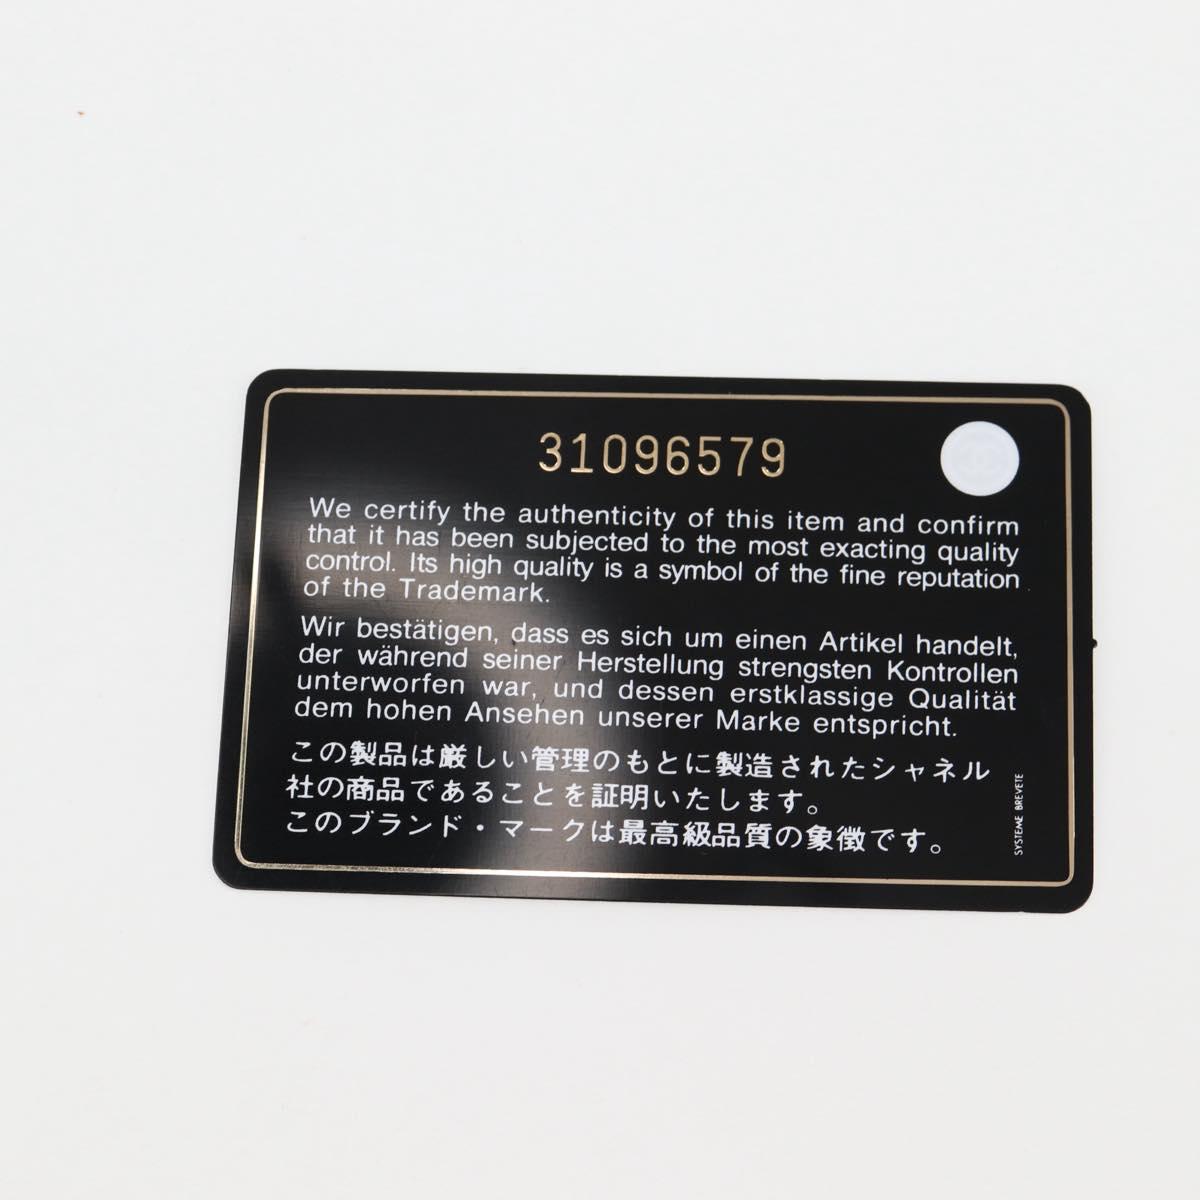 31096579
We certify the authenticity of this item and confirm
that it has been subjected to the most exacting quality
control. Its high quality is a symbol of the fine reputation
of the Trademark.
Wir bestätigen, dass es sich um einen Artikel handelt,
der während seiner Herstellung strengsten Kontrollen
unterworfen war, und dessen erstklassige Qualität
dem hohen Ansehen unserer Marke entspricht.
この製品は厳しい管理のもとに製造されたシャネル
社の商品であることを証明いたします。
このブランド・マークは最高級品質の象徴です。
SYSTEME BREVETE